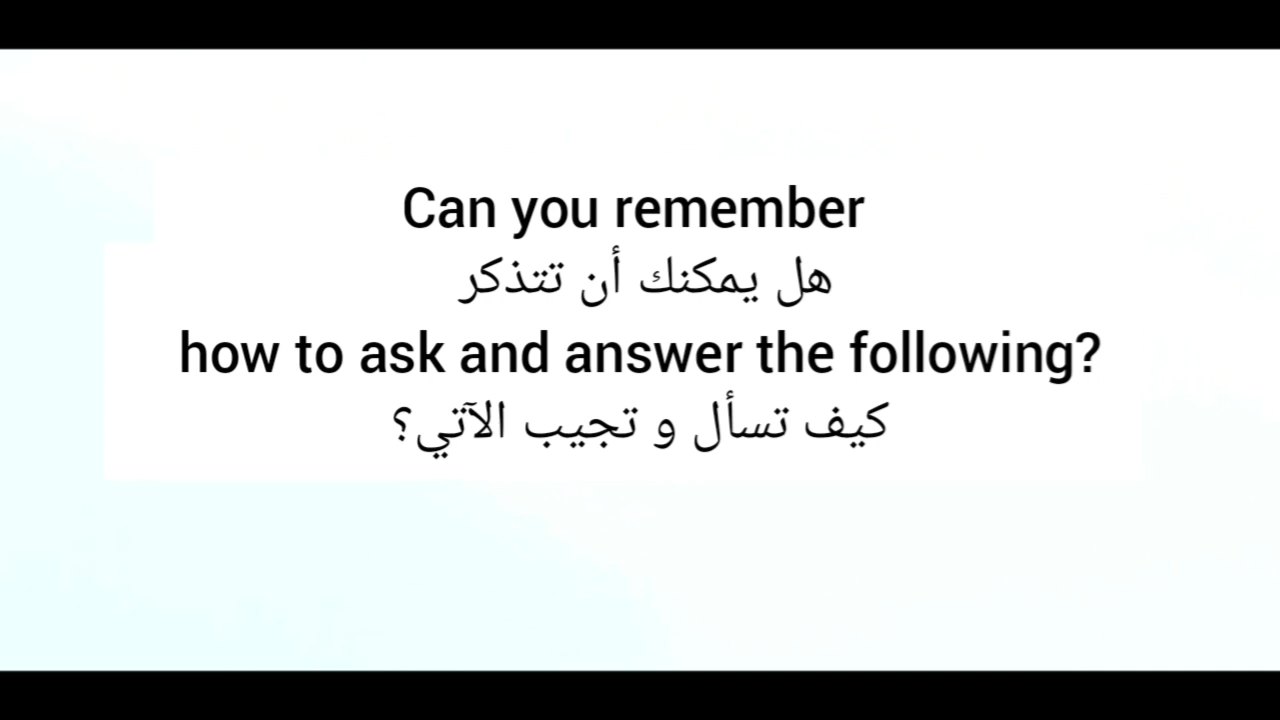 Can you remember
هل يمكنك أن تتذكر
how to ask and answer the following?
كيف تسأل و تجيب الآتي؟